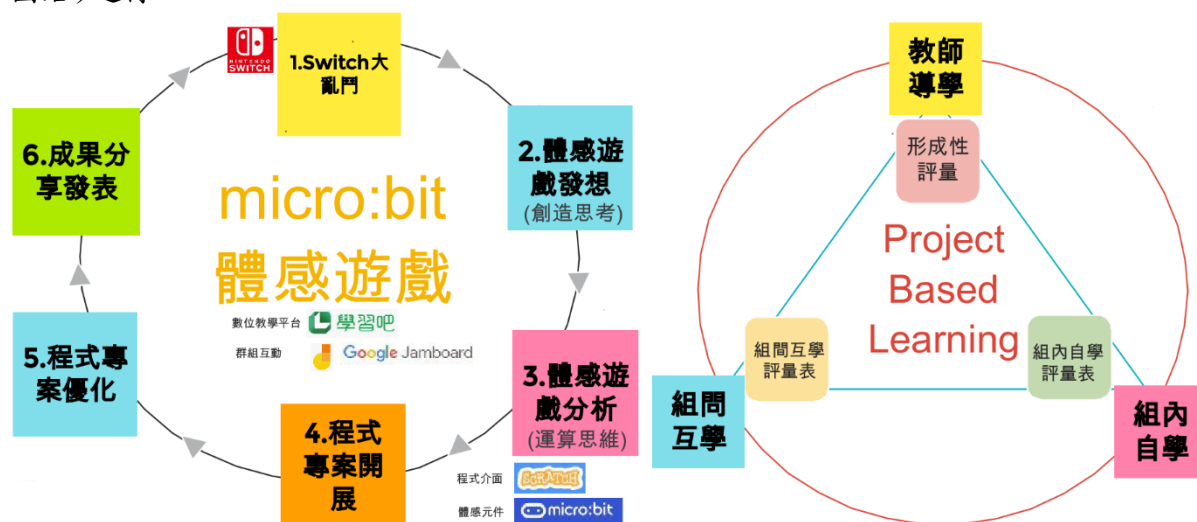 NINTENDO
SWITCH
1.Switch大
亂鬥
2.體感遊
戲發想
(創造思考)
3.體感遊
戲分析
(運算思維)
4.程式
專案開
展
5.程式專
案優化
6.成果分
享發表
micro:bit
體感遊戲
數位教學平台 學習吧
群組互動 Google Jamboard
程式介面 SCRATCH
體感元件 micro:bit
教師
導學
形成性
評量
Project
Based
Learning
組間互學
評量表
組內自學
評量表
組間
互學
組內
自學